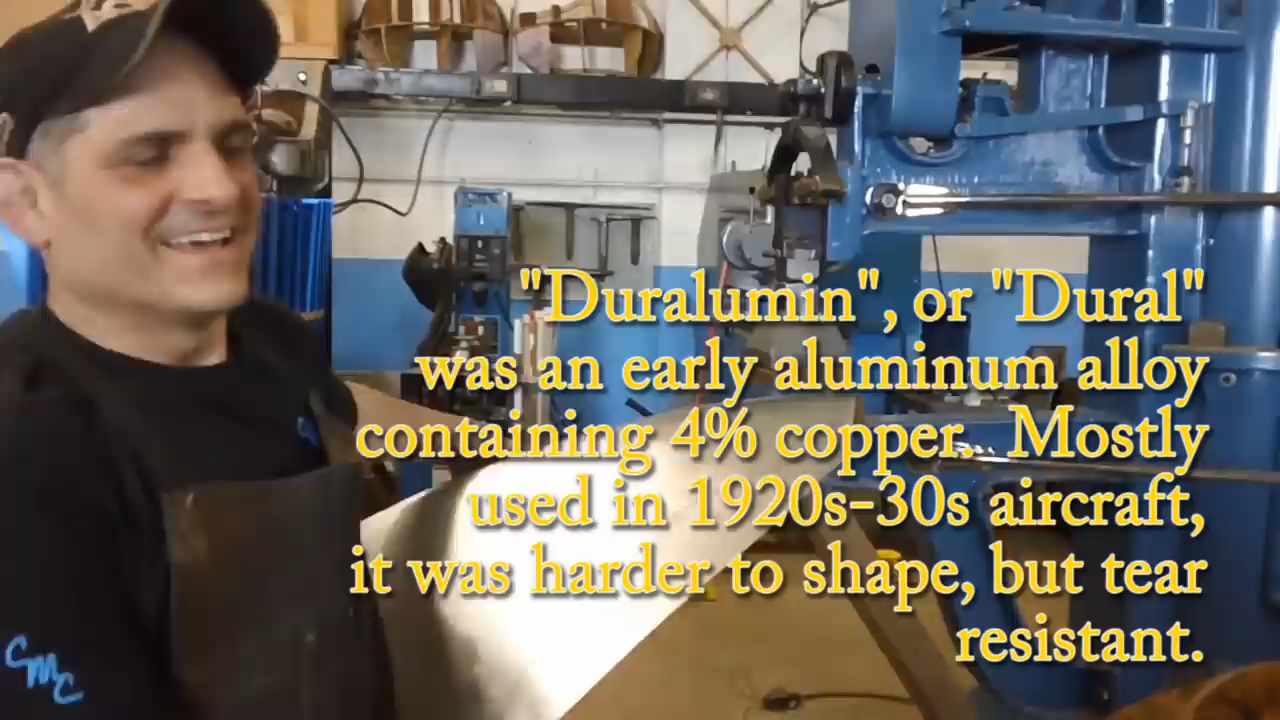 "Duralumin", or "Dural"
was an early aluminum alloy
containing 4% copper.  Mostly
used in 1920s-30s aircraft,
it was harder to shape, but tear
resistant.
CMC